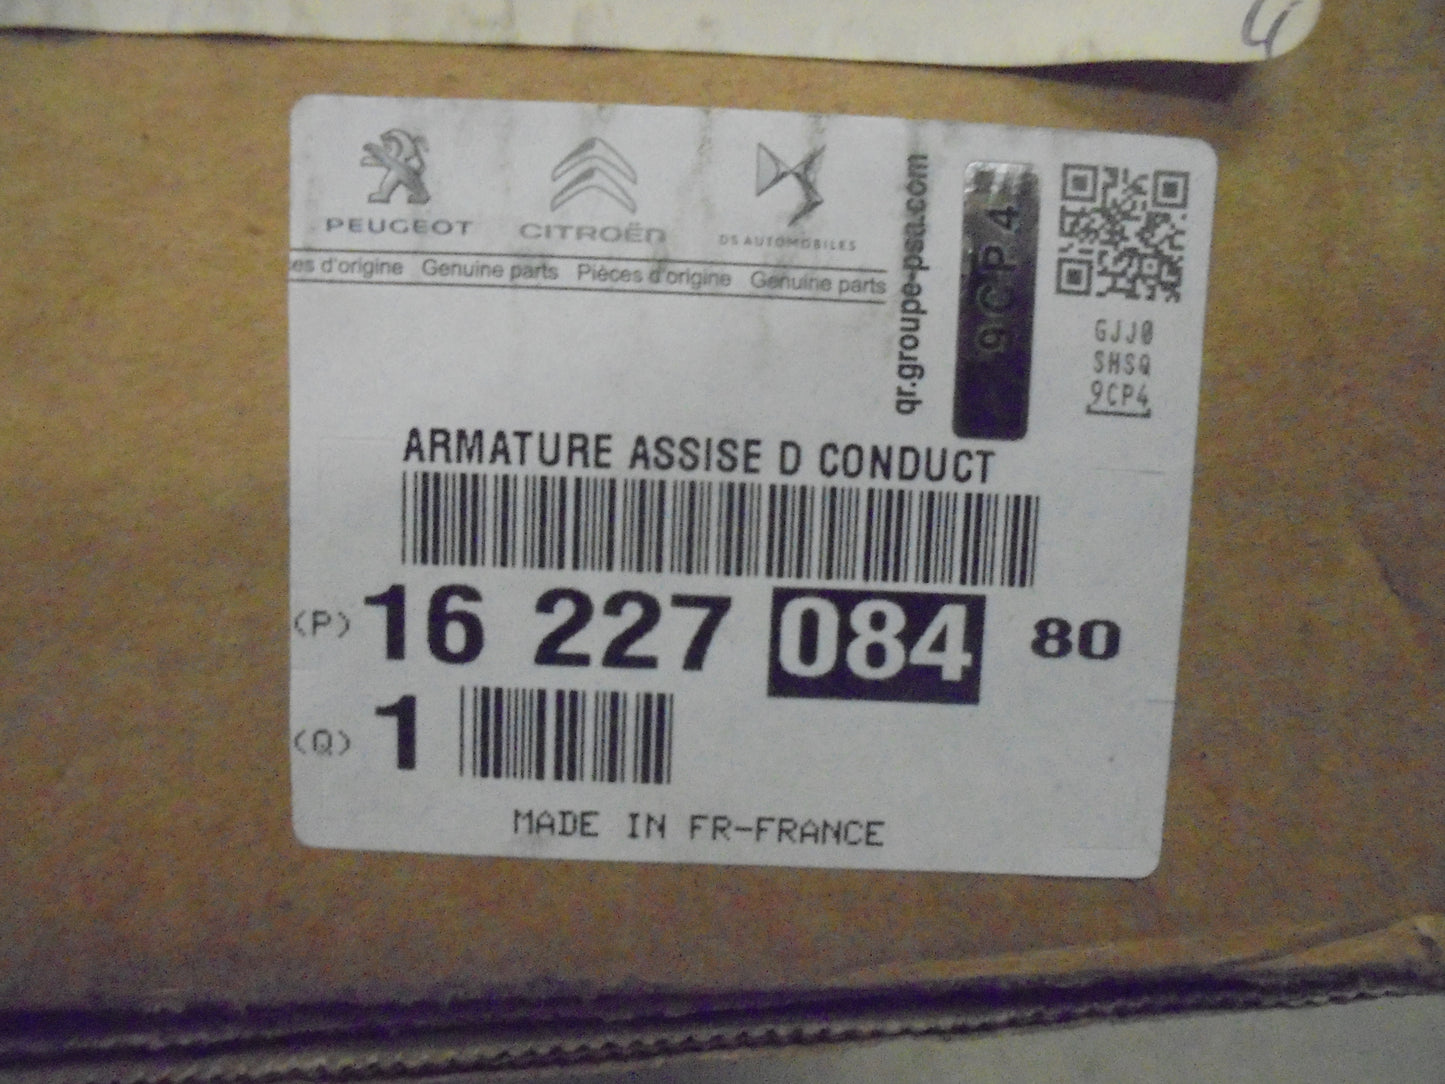 PEUGEOT
CITROËN
DS AUTOMOBILES
es d'origine Genuine parts Pièces d'origine Genuine parts
qr.groupe-psa.com
9CP4
GJJ0
SHSQ
9CP4
ARMATURE ASSISE D CONDUCT
(P) 16 227 084 80
(Q) 1
MADE IN FR-FRANCE